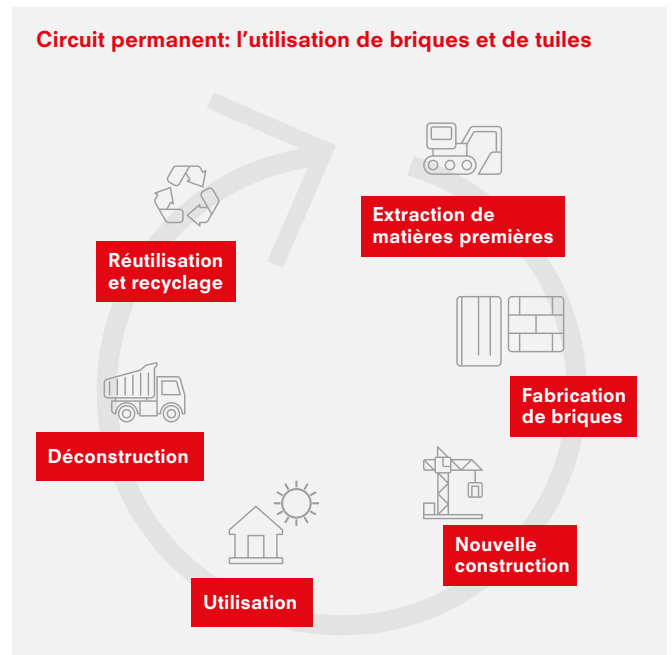 Circuit permanent: l’utilisation de briques et de tuiles
Extraction de
matières premières
Fabrication
de briques
Nouvelle
construction
Utilisation
Déconstruction
Réutilisation
et recyclage